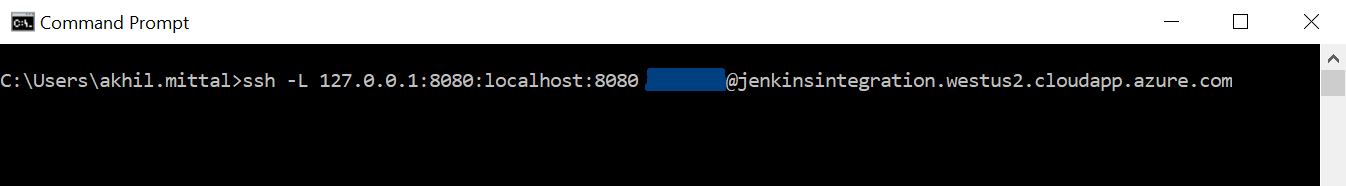 Command Prompt
C:\Users\akhil.mittal>ssh -L 127.0.0.1:8080:localhost:8080 @jenkinsintegration.westus2.cloudapp.azure.com